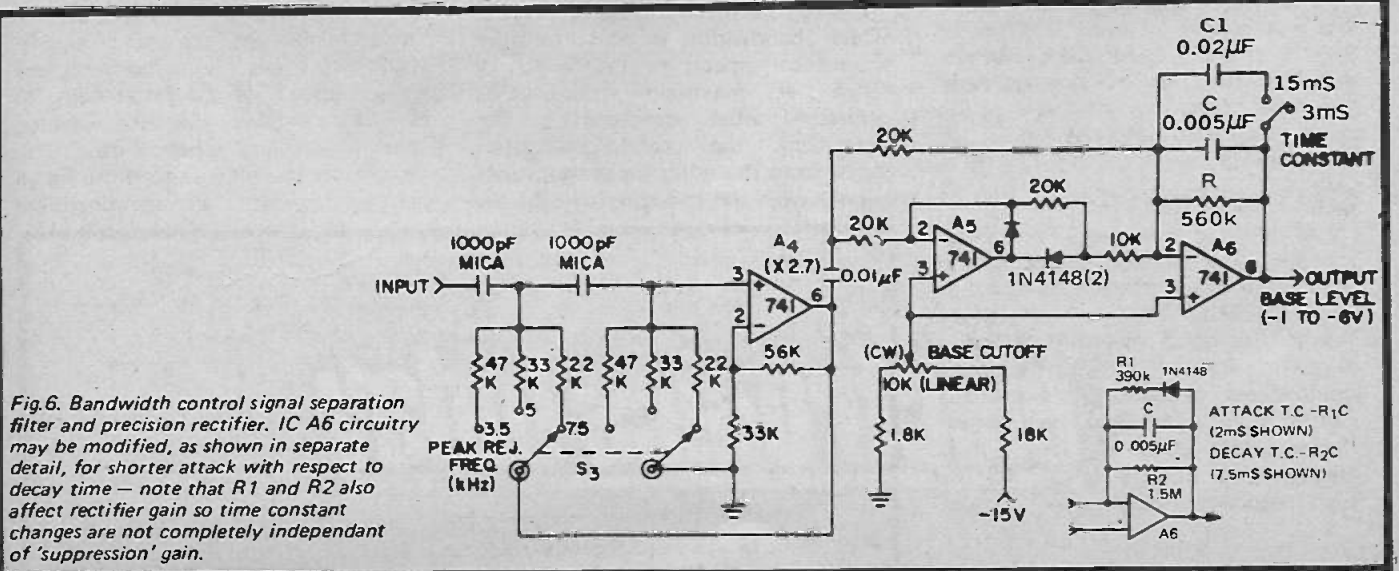 C1
0.02µF
15mS
3mS
C
0.005µF
TIME
CONSTANT
20K
R
560k
20K
20K
A5
2
741
6
3
1N4148(2)
10K
A6
2
741
6
3
OUTPUT
BASE LEVEL
(-1 TO -6V)
1000pF
MICA
1000pF
MICA
INPUT
A4
(X 2.7)
3
741
6
2
0.01µF
47
K
33
K
22
K
47
K
33
K
22
K
56K
33K
3.5
5
7.5
PEAK REJ.
FREQ
(kHz)
S3
(CW) BASE CUTOFF
10K (LINEAR)
1.8K
18K
-15V
R1
390k
1N4148
C
0.005µF
R2
1.5M
A6
ATTACK T.C.-R1C
(2mS SHOWN)
DECAY T.C.-R2C
(7.5mS SHOWN)
Fig.6. Bandwidth control signal separation
filter and precision rectifier. IC A6 circuitry
may be modified, as shown in separate
detail, for shorter attack with respect to
decay time — note that R1 and R2 also
affect rectifier gain so time constant
changes are not completely independant
of 'suppression' gain.